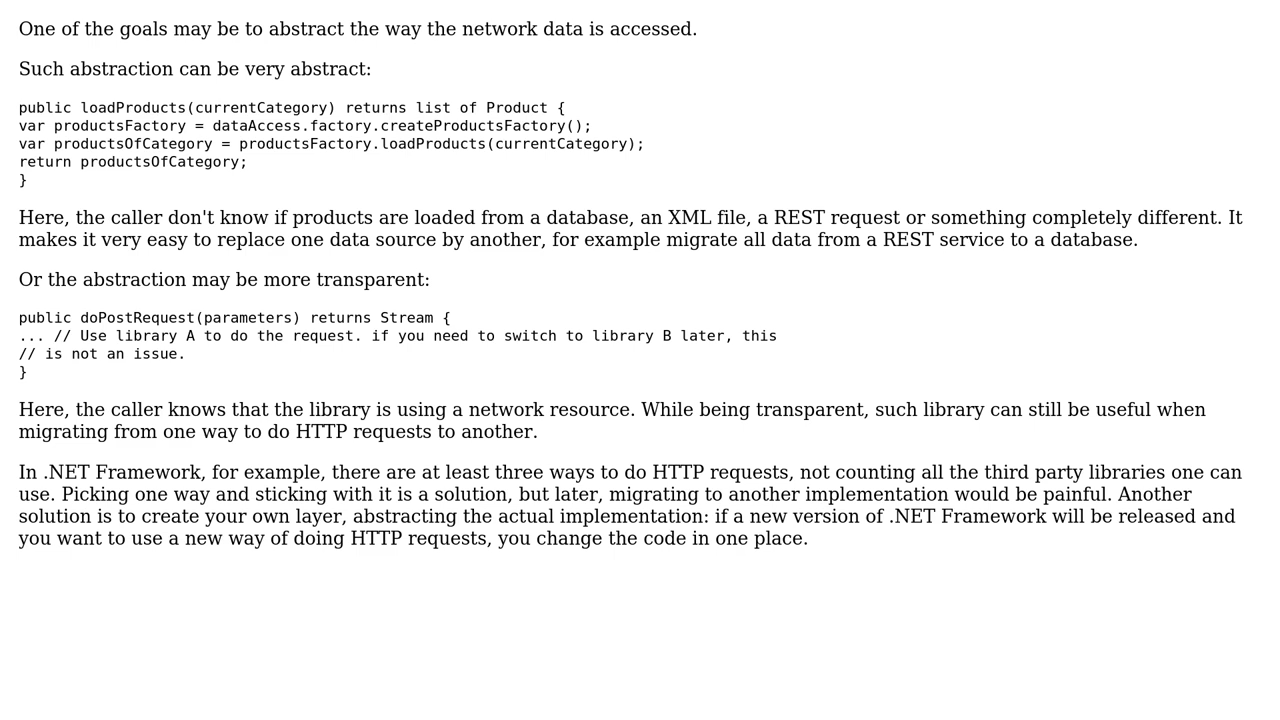 One of the goals may be to abstract the way the network data is accessed.
Such abstraction can be very abstract:
public loadProducts(currentCategory) returns list of Product {
var productsFactory = dataAccess.factory.createProductsFactory();
var productsOfCategory = productsFactory.loadProducts(currentCategory);
return productsOfCategory;
}
Here, the caller don't know if products are loaded from a database, an XML file, a REST request or something completely different. It
makes it very easy to replace one data source by another, for example migrate all data from a REST service to a database.
Or the abstraction may be more transparent:
public doPostRequest(parameters) returns Stream {
... // Use library A to do the request. if you need to switch to library B later, this
// is not an issue.
}
Here, the caller knows that the library is using a network resource. While being transparent, such library can still be useful when
migrating from one way to do HTTP requests to another.
In .NET Framework, for example, there are at least three ways to do HTTP requests, not counting all the third party libraries one can
use. Picking one way and sticking with it is a solution, but later, migrating to another implementation would be painful. Another
solution is to create your own layer, abstracting the actual implementation: if a new version of .NET Framework will be released and
you want to use a new way of doing HTTP requests, you change the code in one place.